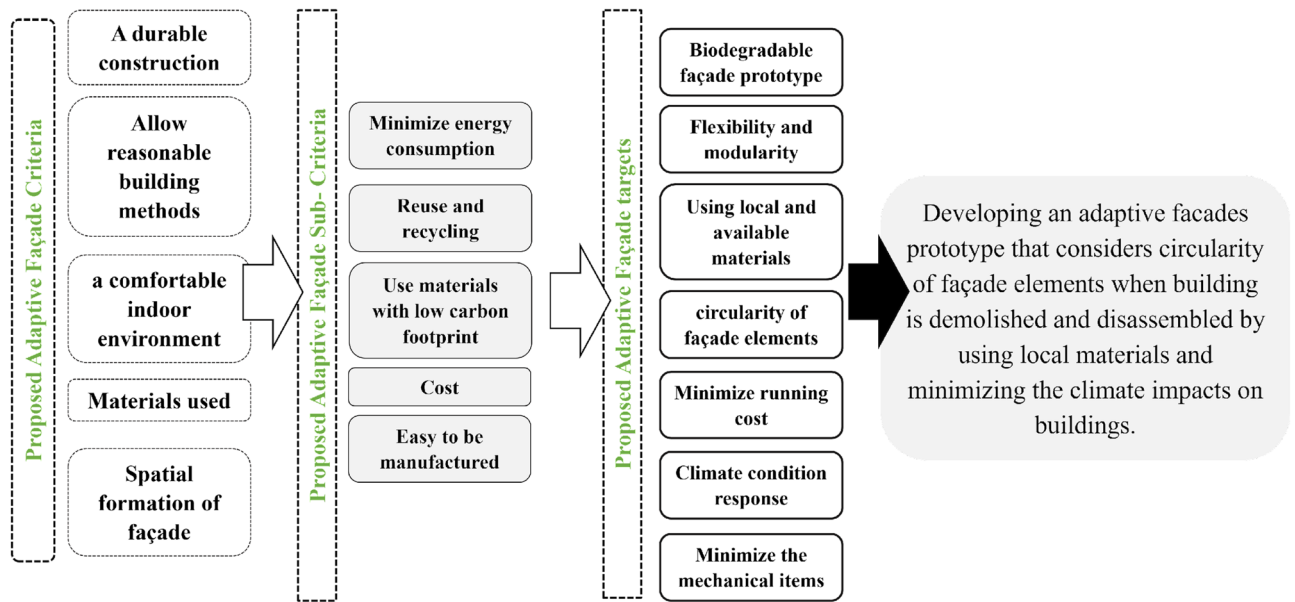 Proposed Adaptive Façade Criteria
A durable
construction
Allow
reasonable
building
methods
a comfortable
indoor
environment
Materials used
Spatial
formation of
façade
Proposed Adaptive Façade Sub- Criteria
Minimize energy
consumption
Reuse and
recycling
Use materials
with low carbon
footprint
Cost
Easy to be
manufactured
Proposed Adaptive Façade targets
Biodegradable
façade prototype
Flexibility and
modularity
Using local and
available
materials
circularity of
façade elements
Minimize running
cost
Climate condition
response
Minimize the
mechanical items
Developing an adaptive facades
prototype that considers circularity
of façade elements when building
is demolished and disassembled by
using local materials and
minimizing the climate impacts on
buildings.